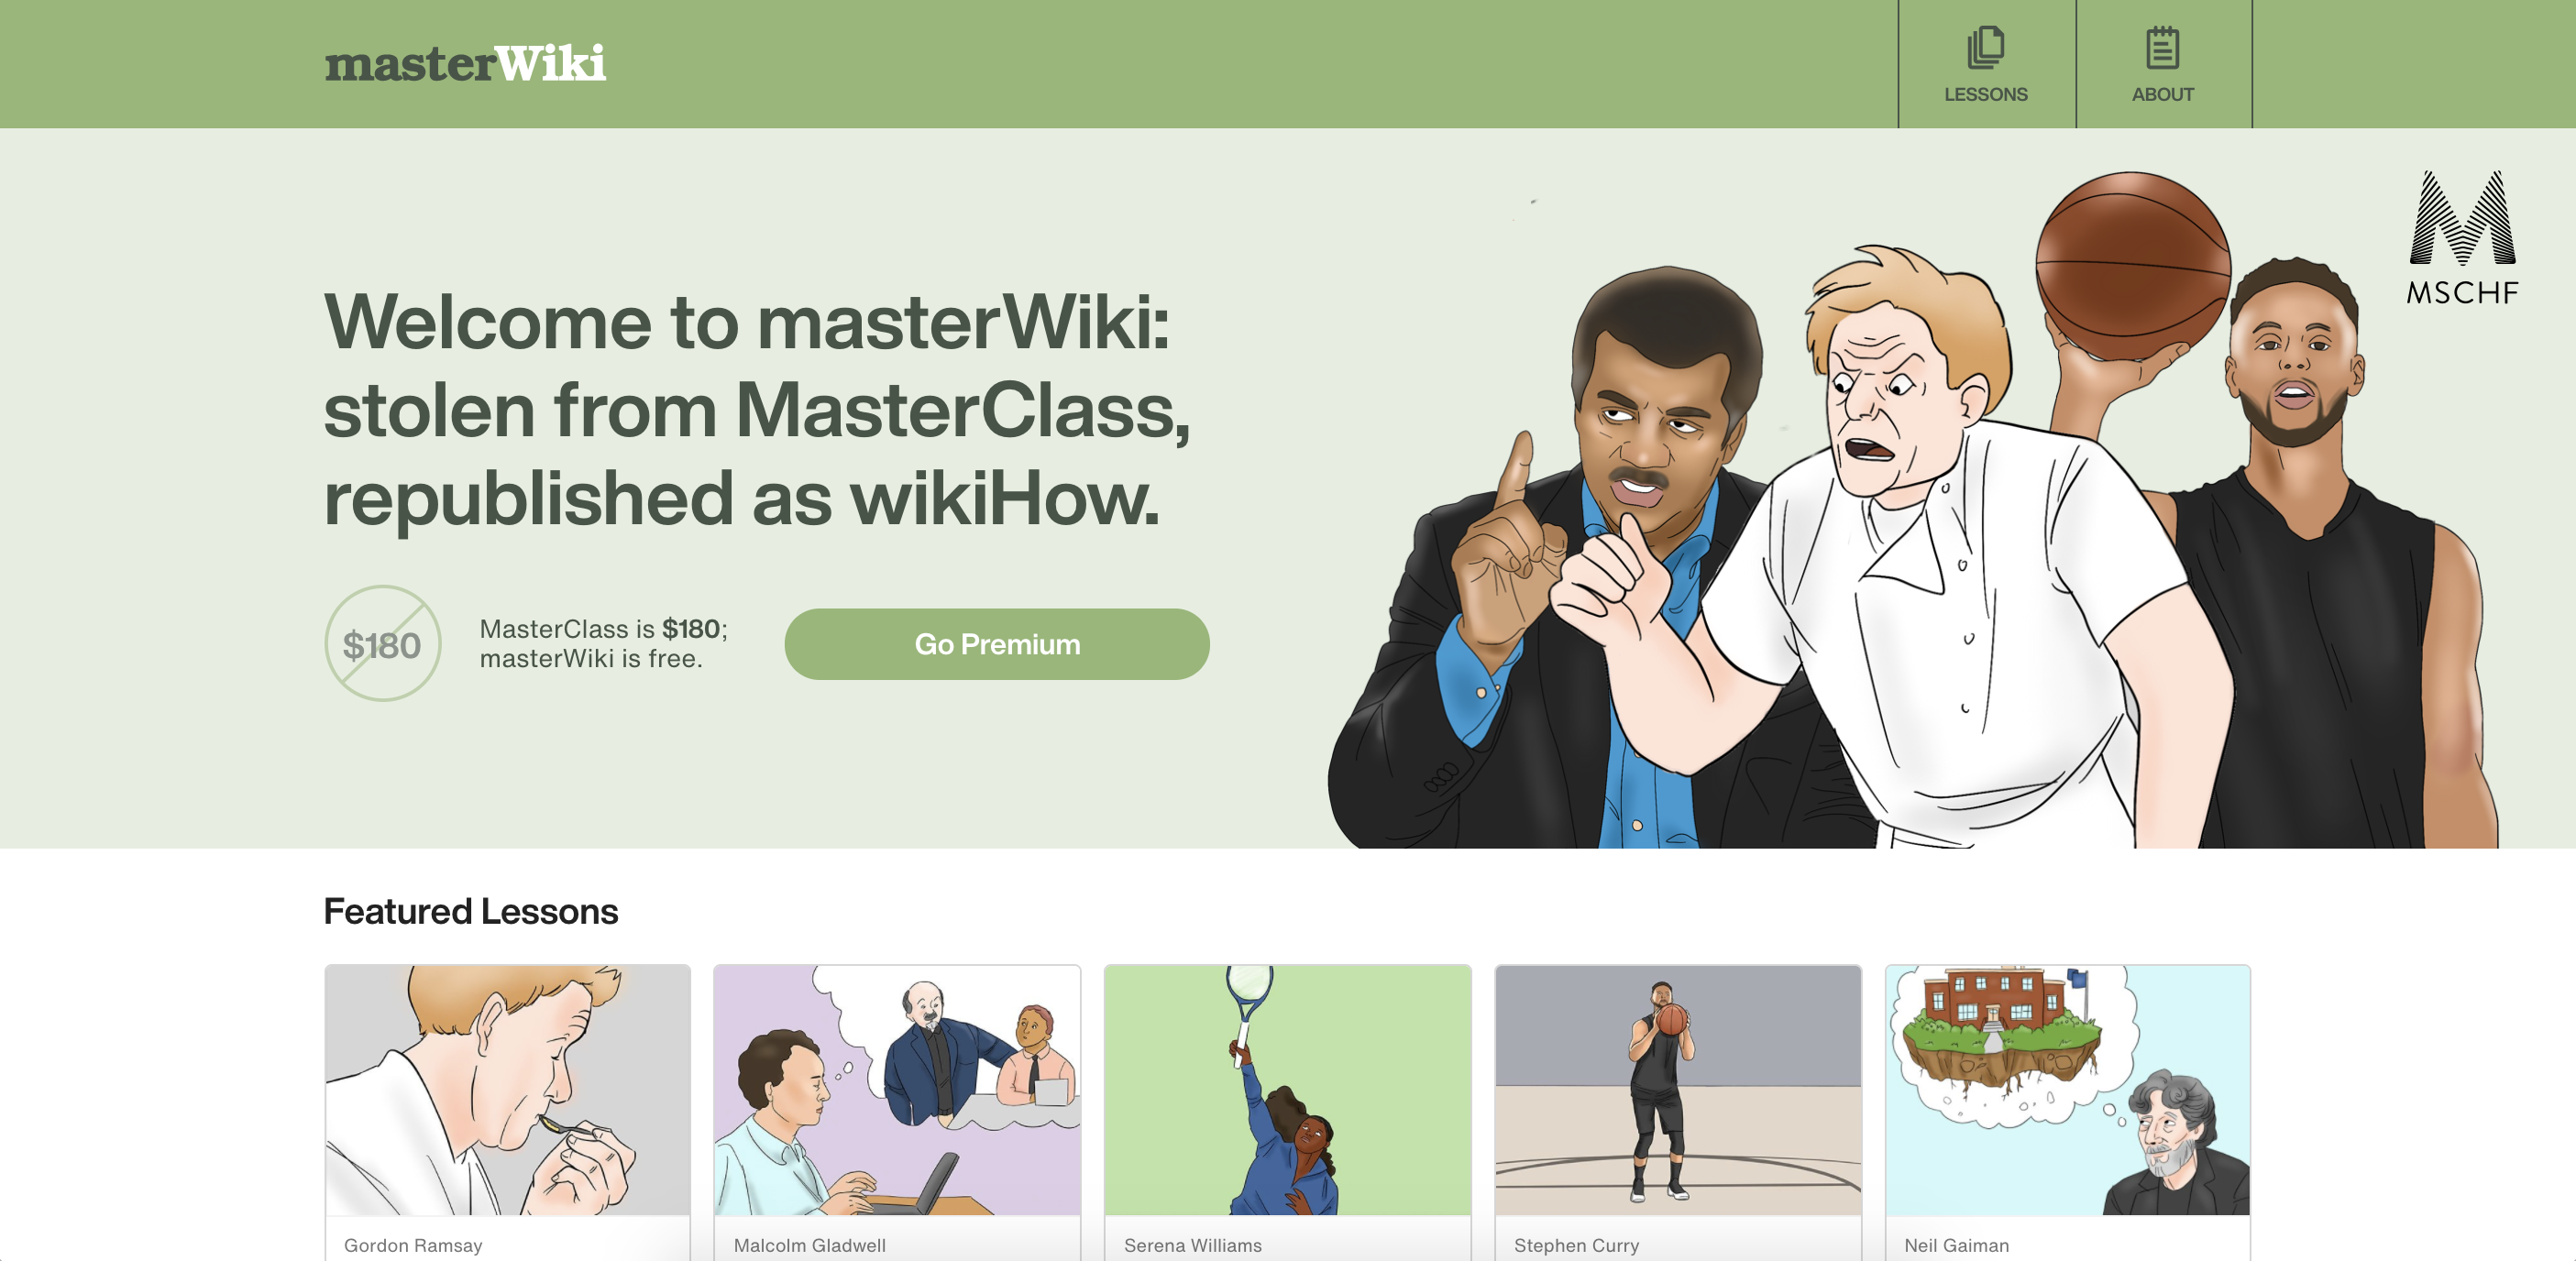 masterWiki
LESSONS
ABOUT
MSCHF
Welcome to masterWiki:
stolen from MasterClass,
republished as wikiHow.
$180
MasterClass is $180;
masterWiki is free.
Go Premium
Featured Lessons
Gordon Ramsay
Malcolm Gladwell
Serena Williams
Stephen Curry
Neil Gaiman